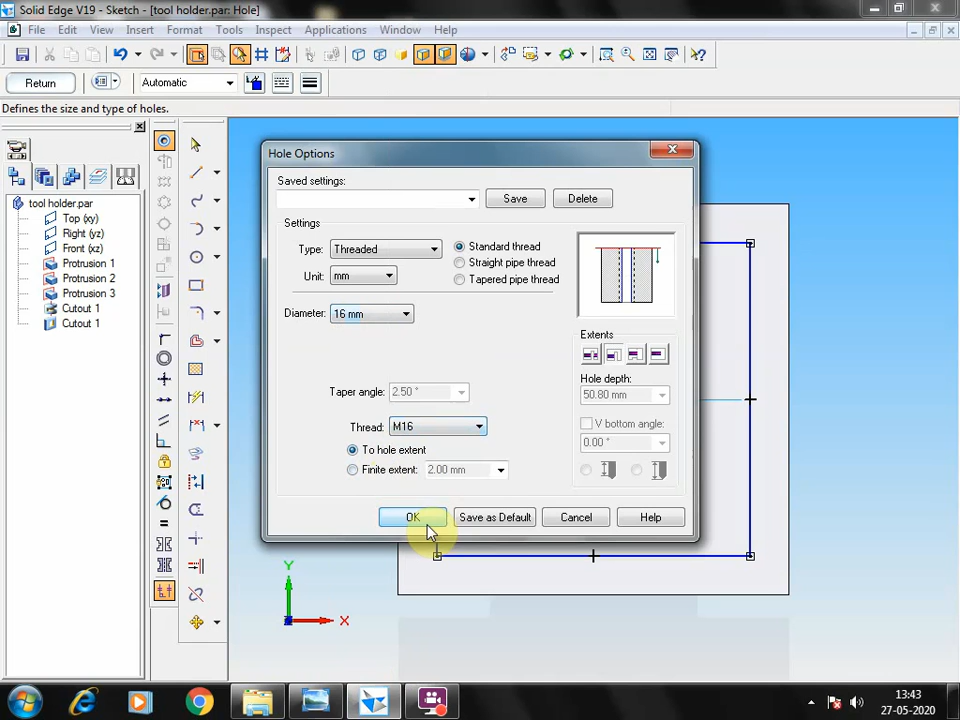 Solid Edge V19 - Sketch - [tool holder.par: Hole]
File Edit View Insert Format Tools Inspect Applications Window Help
Return
Automatic
Defines the size and type of holes.
tool holder.par
Top (xy)
Right (yz)
Front (xz)
Protrusion 1
Protrusion 2
Protrusion 3
Cutout 1
Cutout 1
Hole Options
Saved settings:
Save
Delete
Settings
Type: Threaded
Standard thread
Straight pipe thread
Unit: mm
Tapered pipe thread
Diameter: 16 mm
Extents
Hole depth:
50.80 mm
Taper angle: 2.50 °
V bottom angle:
0.00 °
Thread: M16
To hole extent
Finite extent: 2.00 mm
OK
Save as Default
Cancel
Help
Y
X
13:43
27-05-2020